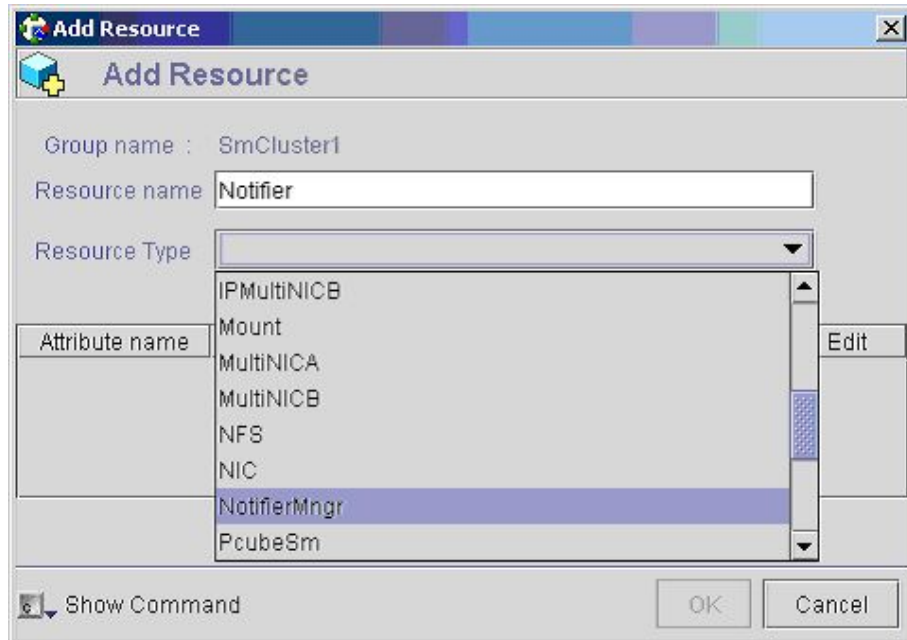 Add Resource
Add Resource
Group name : SmCluster1
Resource name Notifier
Resource Type
IPMultiNICB
Mount
Attribute name Edit
MultiNICA
MultiNICB
NFS
NIC
NotifierMngr
PcubeSm
Show Command OK Cancel